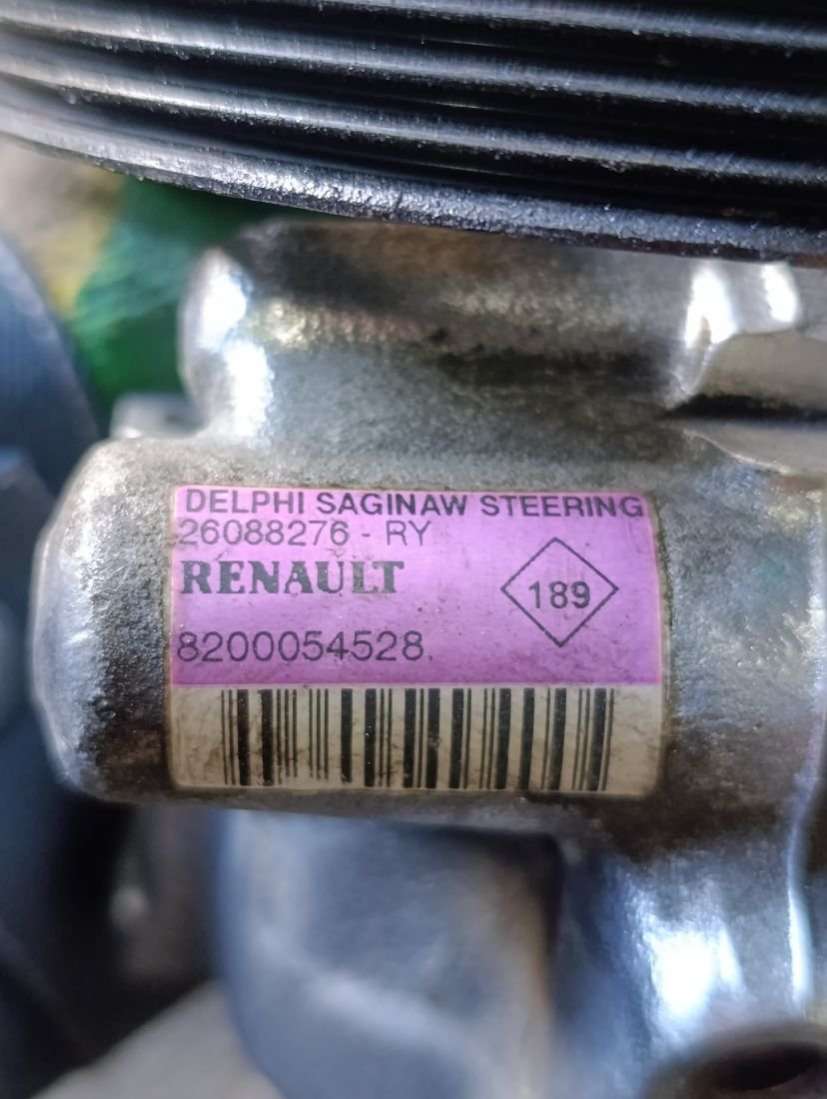 DELPHI SAGINAW STEERING
26088276 - RY
RENAULT
189
8200054528.